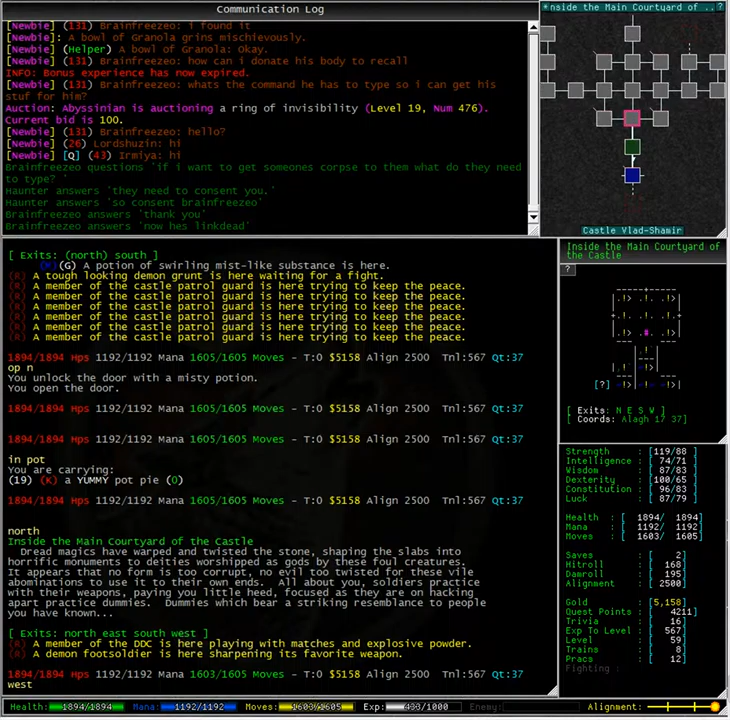 Communication Log
[Newbie] (131) Brainfreezeo: i found it
[Newbie]: A bowl of Granola grins mischievously.
[Newbie] (Helper) A bowl of Granola: Okay.
[Newbie] (131) Brainfreezeo: how can i donate his body to recall
INFO: Bonus experience has now expired.
[Newbie] (131) Brainfreezeo: whats the command he has to type so i can get his
stuf for him?
Auction: Abyssinian is auctioning a ring of invisibility (Level 19, Num 476).
Current bid is 100.
[Newbie] (131) Brainfreezeo: hello?
[Newbie] (26) Lordshuzin: hi
[Newbie] [Q] (43) Irmiya: hi
Brainfreezeo questions 'if i want to get someones corpse to them what do they need
to type? '
Haunter answers 'they need to consent you.'
Haunter answers 'so consent brainfreezeo'
Brainfreezeo answers 'thank you'
Brainfreezeo answers 'now hes linkdead'
nside the Main Courtyard of .. ?
Castle Vlad-Shamir
[ Exits: (north) south ]
(G) A potion of swirling mist-like substance is here.
(R) A tough looking demon grunt is here waiting for a fight.
(R) A member of the castle patrol guard is here trying to keep the peace.
(R) A member of the castle patrol guard is here trying to keep the peace.
(R) A member of the castle patrol guard is here trying to keep the peace.
(R) A member of the castle patrol guard is here trying to keep the peace.
(R) A member of the castle patrol guard is here trying to keep the peace.
(R) A member of the castle patrol guard is here trying to keep the peace.
1894/1894 Hps 1192/1192 Mana 1605/1605 Moves - T:0 $5158 Align 2500 Tnl:567 Qt:37
op n
You unlock the door with a misty potion.
You open the door.
1894/1894 Hps 1192/1192 Mana 1605/1605 Moves - T:0 $5158 Align 2500 Tnl:567 Qt:37
1894/1894 Hps 1192/1192 Mana 1605/1605 Moves - T:0 $5158 Align 2500 Tnl:567 Qt:37
in pot
You are carrying:
(19) (K) a YUMMY pot pie (0)
1894/1894 Hps 1192/1192 Mana 1605/1605 Moves - T:0 $5158 Align 2500 Tnl:567 Qt:37
north
Inside the Main Courtyard of the Castle
Dread magics have warped and twisted the stone, shaping the slabs into
horrific monuments to deities worshipped as gods by these foul creatures.
It appears that no form is too corrupt, no evil too twisted for these vile
abominations to use it to their own ends. All about you, soldiers practice
with their weapons, paying you little heed, focused as they are on hacking
apart practice dummies. Dummies which bear a striking resemblance to people
you have known...
[ Exits: north east south west ]
(R) A member of the DDC is here playing with matches and explosive powder.
(R) A demon footsoldier is here sharpening its favorite weapon.
1894/1894 Hps 1192/1192 Mana 1603/1605 Moves - T:0 $5158 Align 2500 Tnl:567 Qt:37
west
Inside the Main Courtyard of
the Castle
?
[?]
[ Exits: N E S W ]
[ Coords: Alagh 17 37]
Strength : [119/88 ]
Intelligence : [ 74/71 ]
Wisdom : [ 87/83 ]
Dexterity : [100/65 ]
Constitution : [ 96/83 ]
Luck : [ 87/79 ]
Health : [ 1894/ 1894]
Mana : [ 1192/ 1192]
Moves : [ 1603/ 1605]
Saves : [ 2]
Hitroll : [ 168]
Damroll : [ 195]
Alignment : [ 2500]
Gold : [5,158]
Quest Points : [ 4211]
Trivia : [ 16]
Exp To Level : [ 567]
Level : [ 59]
Trains : [ 8]
Pracs : [ 12]
Fighting :
Health: 1894/1894 Mana: 1192/1192 Moves: 1603/1605 Exp: 433/1000 Enemy: Alignment: